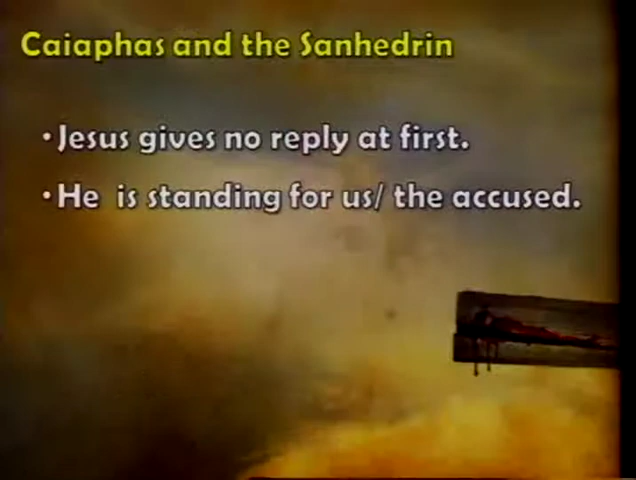 Caiaphas and the Sanhedrin
• Jesus gives no reply at first.
• He  is standing for us/ the accused.